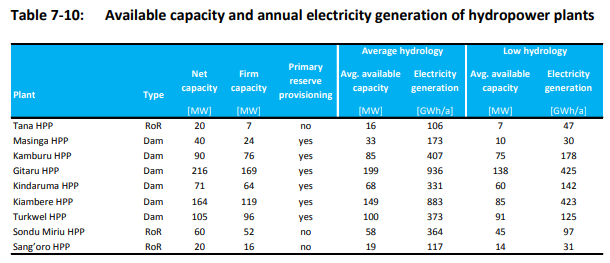 Table 7-10: Available capacity and annual electricity generation of hydropower plants
Average hydrology Low hydrology
Plant Type Net capacity Firm capacity Primary reserve provisioning Avg. available capacity Electricity generation Avg. available capacity Electricity generation
[MW] [MW] [MW] [GWh/a] [MW] [GWh/a]
Tana HPP RoR 20 7 no 16 106 7 47
Masinga HPP Dam 40 24 yes 33 173 10 30
Kamburu HPP Dam 90 76 yes 85 407 75 178
Gitaru HPP Dam 216 169 yes 199 936 138 425
Kindaruma HPP Dam 71 64 yes 68 331 60 142
Kiambere HPP Dam 164 119 yes 149 883 85 423
Turkwel HPP Dam 105 96 yes 100 373 91 125
Sondu Miriu HPP RoR 60 52 no 58 364 45 97
Sang’oro HPP RoR 20 16 no 19 117 14 31